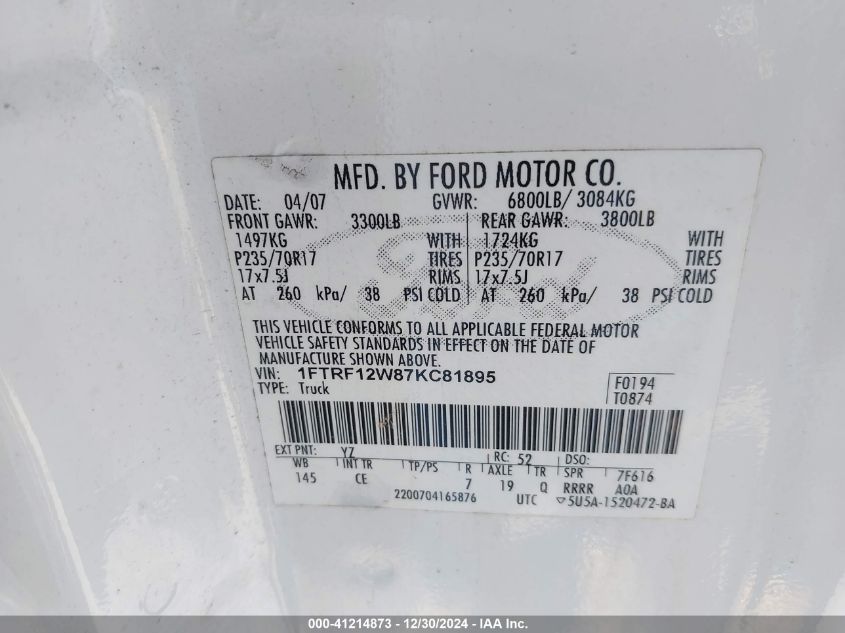 MFD. BY FORD MOTOR CO.
DATE: 04/07 GVWR: 6800LB/ 3084KG
FRONT GAWR: 3300LB REAR GAWR: 3800LB
1497KG WITH 1724KG WITH
P235/70R17 TIRES P235/70R17 TIRES
17x7.5J RIMS 17x7.5J RIMS
AT 260 kPa/ 38 PSI COLD AT 260 kPa/ 38 PSI COLD
Ford
THIS VEHICLE CONFORMS TO ALL APPLICABLE FEDERAL MOTOR
VEHICLE SAFETY STANDARDS IN EFFECT ON THE DATE OF
MANUFACTURE SHOWN ABOVE.
VIN: 1FTRF12W87KC81895
TYPE: Truck
F0194
T0874
EXT PNT: YZ RC: 52 DSO:
WB INT TR TP/PS R AXLE TR SPR 7F616
145 CE 7 19 Q RRRR A0A
2200704165876 UTC ▽5U5A-1520472-BA
000-41214873 - 12/30/2024 - IAA Inc.